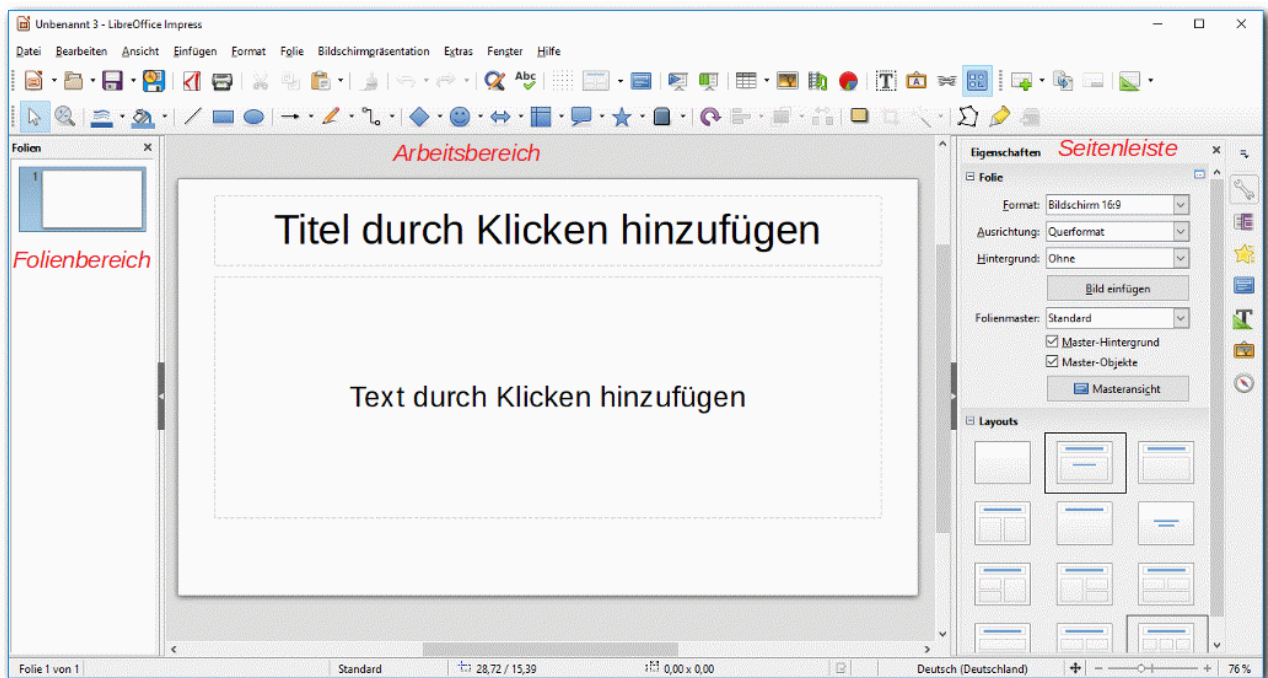 Unbenannt 3 - LibreOffice Impress
Datei Bearbeiten Ansicht Einfügen Format Folie Bildschirmpräsentation Extras Fenster Hilfe
Abc
T
A
Folien
Arbeitsbereich
Eigenschaften
Seitenleiste
1
Folie
Format: Bildschirm 16:9
Titel durch Klicken hinzufügen
Ausrichtung: Querformat
Folienbereich
Hintergrund: Ohne
Bild einfügen
Folienmaster: Standard
Master-Hintergrund
Master-Objekte
Masteransicht
Text durch Klicken hinzufügen
Layouts
Folie 1 von 1 Standard 28,72 / 15,39 0,00 x 0,00 Deutsch (Deutschland) 76 %